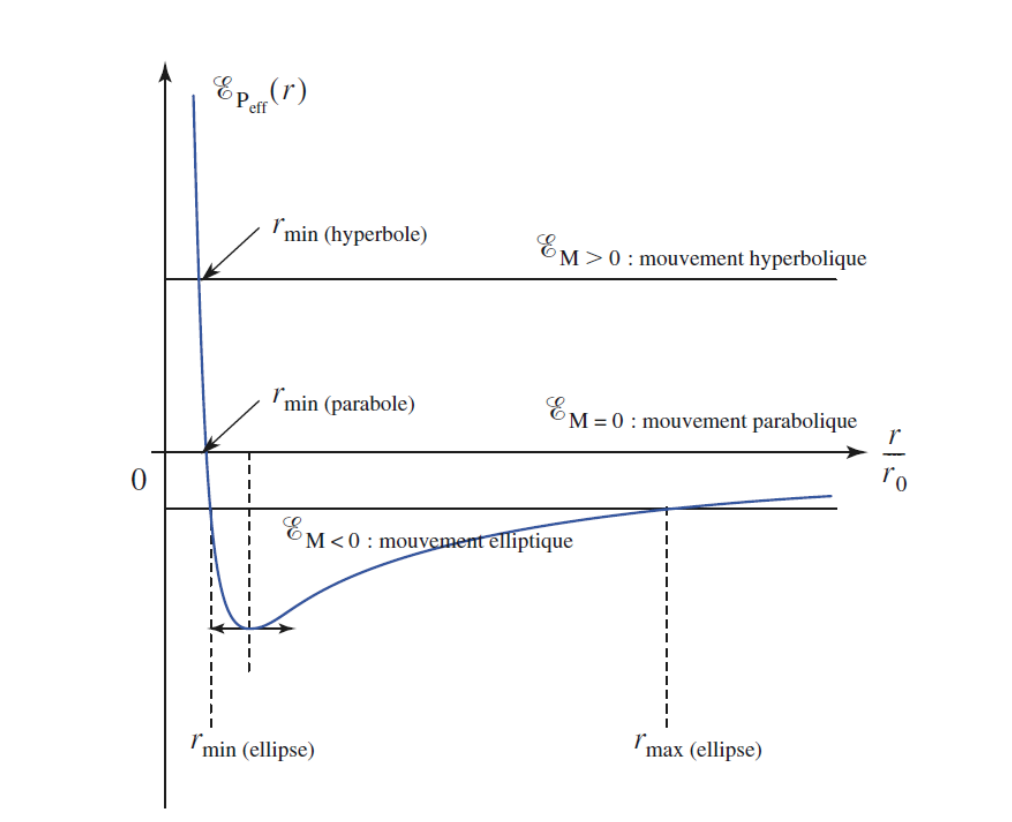 ℰPeff(r)
rmin (hyperbole)
ℰM > 0 : mouvement hyperbolique
rmin (parabole)
ℰM = 0 : mouvement parabolique
r
r0
0
ℰM < 0 : mouvement elliptique
rmin (ellipse)
rmax (ellipse)